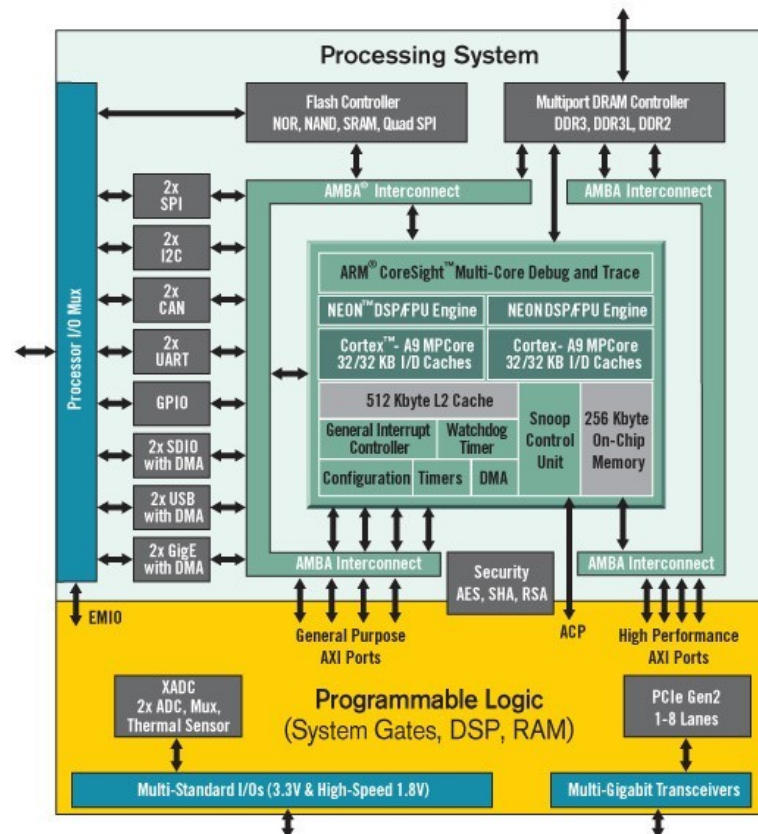 Processing System
Flash Controller
NOR, NAND, SRAM, Quad SPI
Multiport DRAM Controller
DDR3, DDR3L, DDR2
Processor I/O Mux
2x
SPI
2x
I2C
2x
CAN
2x
UART
GPIO
2x SDIO
with DMA
2x USB
with DMA
2x GigE
with DMA
AMBA® Interconnect
AMBA Interconnect
ARM® CoreSight™ Multi-Core Debug and Trace
NEON™ DSP/FPU Engine
NEON DSP/FPU Engine
Cortex™- A9 MPCore
32/32 KB I/D Caches
Cortex- A9 MPCore
32/32 KB I/D Caches
512 Kbyte L2 Cache
General Interrupt
Controller
Watchdog
Timer
Configuration
Timers
DMA
Snoop
Control
Unit
256 Kbyte
On-Chip
Memory
AMBA Interconnect
AMBA Interconnect
Security
AES, SHA, RSA
EMIO
General Purpose
AXI Ports
ACP
High Performance
AXI Ports
XADC
2x ADC, Mux,
Thermal Sensor
Programmable Logic
(System Gates, DSP, RAM)
PCIe Gen2
1-8 Lanes
Multi-Standard I/Os (3.3V & High-Speed 1.8V)
Multi-Gigabit Transceivers